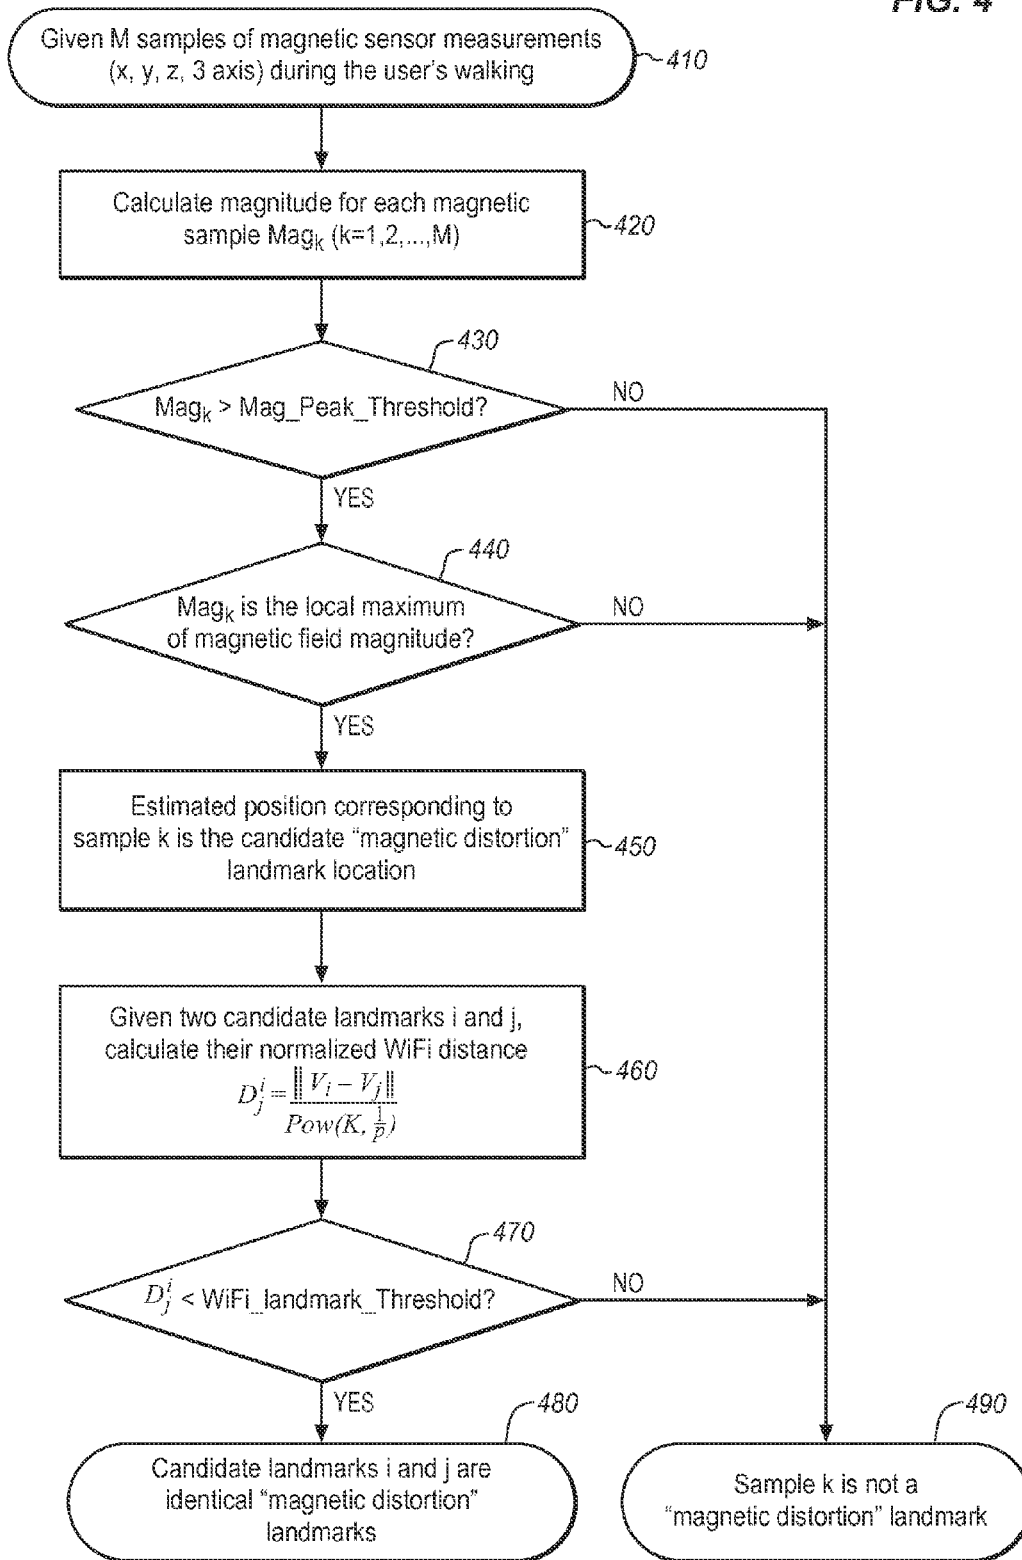 FIG. 4
Given M samples of magnetic sensor measurements
(x, y, z, 3 axis) during the user's walking
410
Calculate magnitude for each magnetic
sample Magk (k=1,2,...,M)
420
430
Magk > Mag_Peak_Threshold?
NO
YES
440
Magk is the local maximum
of magnetic field magnitude?
NO
YES
Estimated position corresponding to
sample k is the candidate “magnetic distortion”
landmark location
450
Given two candidate landmarks i and j,
calculate their normalized WiFi distance
D_j^i = ‖ V_i − V_j ‖ / Pow(K, 1/p)
460
470
D_j^i < WiFi_landmark_Threshold?
NO
YES
480
Candidate landmarks i and j are
identical “magnetic distortion”
landmarks
490
Sample k is not a
“magnetic distortion” landmark